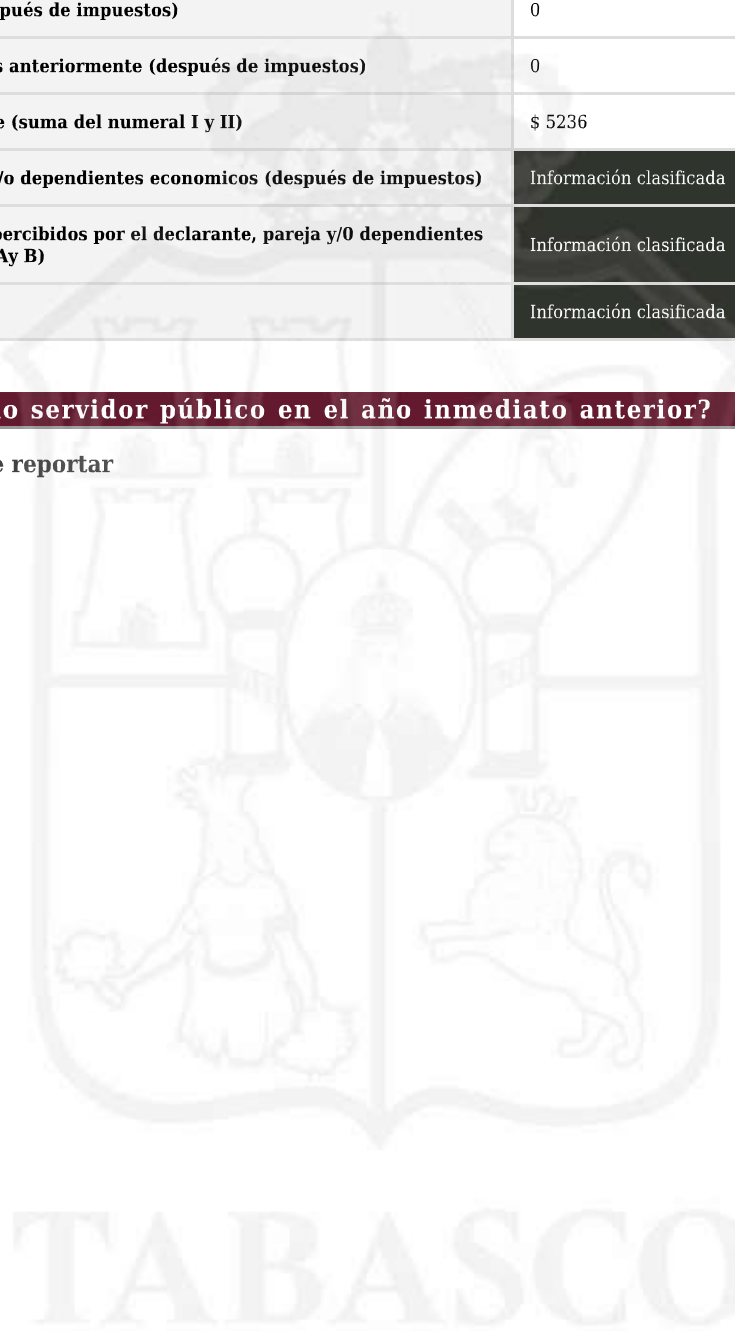 pués de impuestos) 0
s anteriormente (después de impuestos) 0
e (suma del numeral I y II) $ 5236
/o dependientes economicos (después de impuestos) Información clasificada
percibidos por el declarante, pareja y/0 dependientes Información clasificada
Ay B)
Información clasificada
o servidor público en el año inmediato anterior?
e reportar
TABASCO